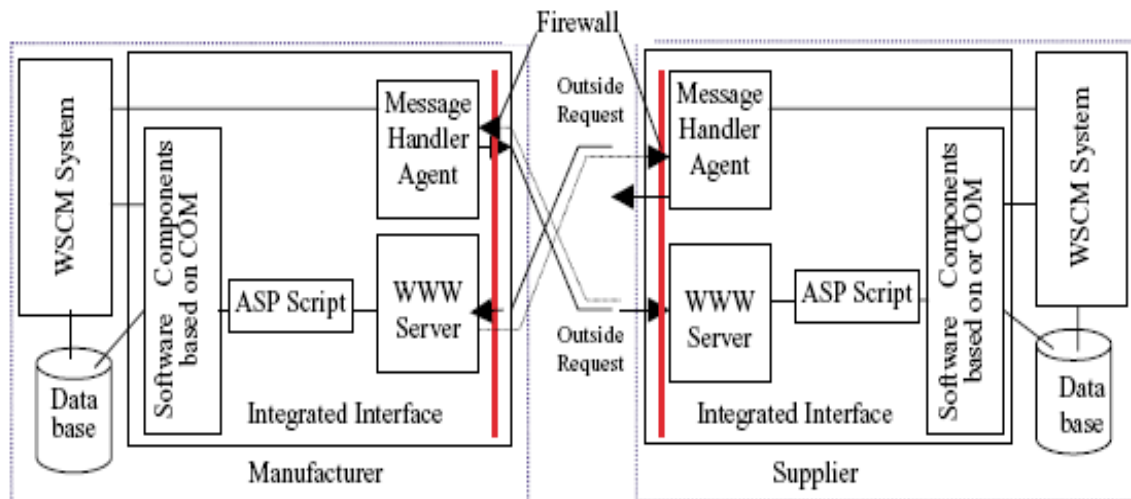 Firewall
WSCM System
Software Components
based on COM
Message
Handler
Agent
ASP Script
WWW
Server
Data
base
Integrated Interface
Manufacturer
Outside
Request
Outside
Request
Message
Handler
Agent
WWW
Server
ASP Script
Software Components
based on or COM
WSCM System
Data
base
Integrated Interface
Supplier